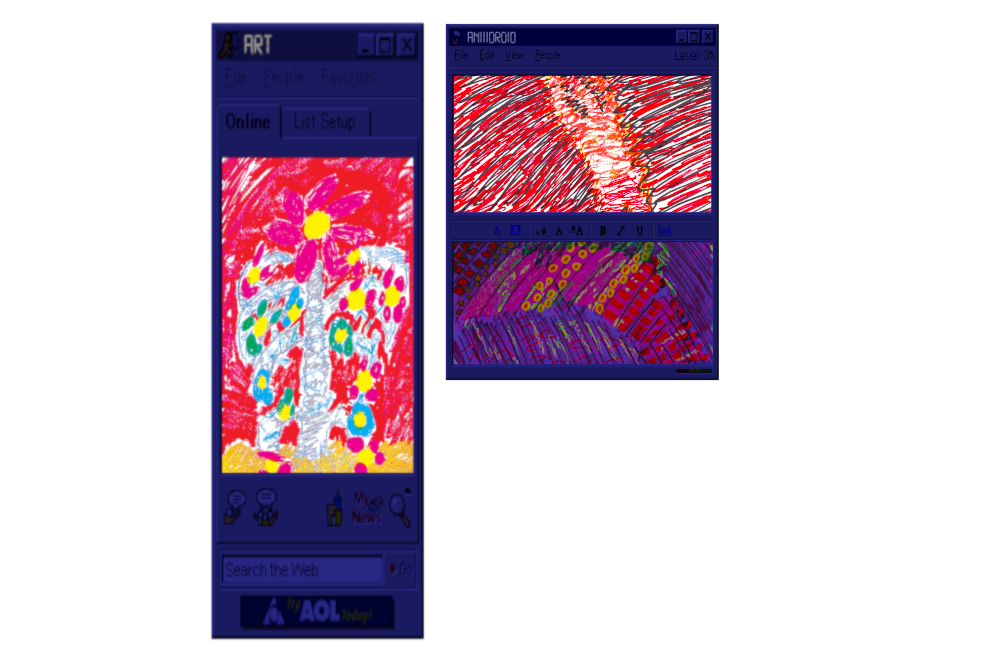 ART
File People Favorites
Online List Setup
My
News
Search the Web Go
Try AOL Today!
File Edit View People Level: 3%
A A A A A B I U link